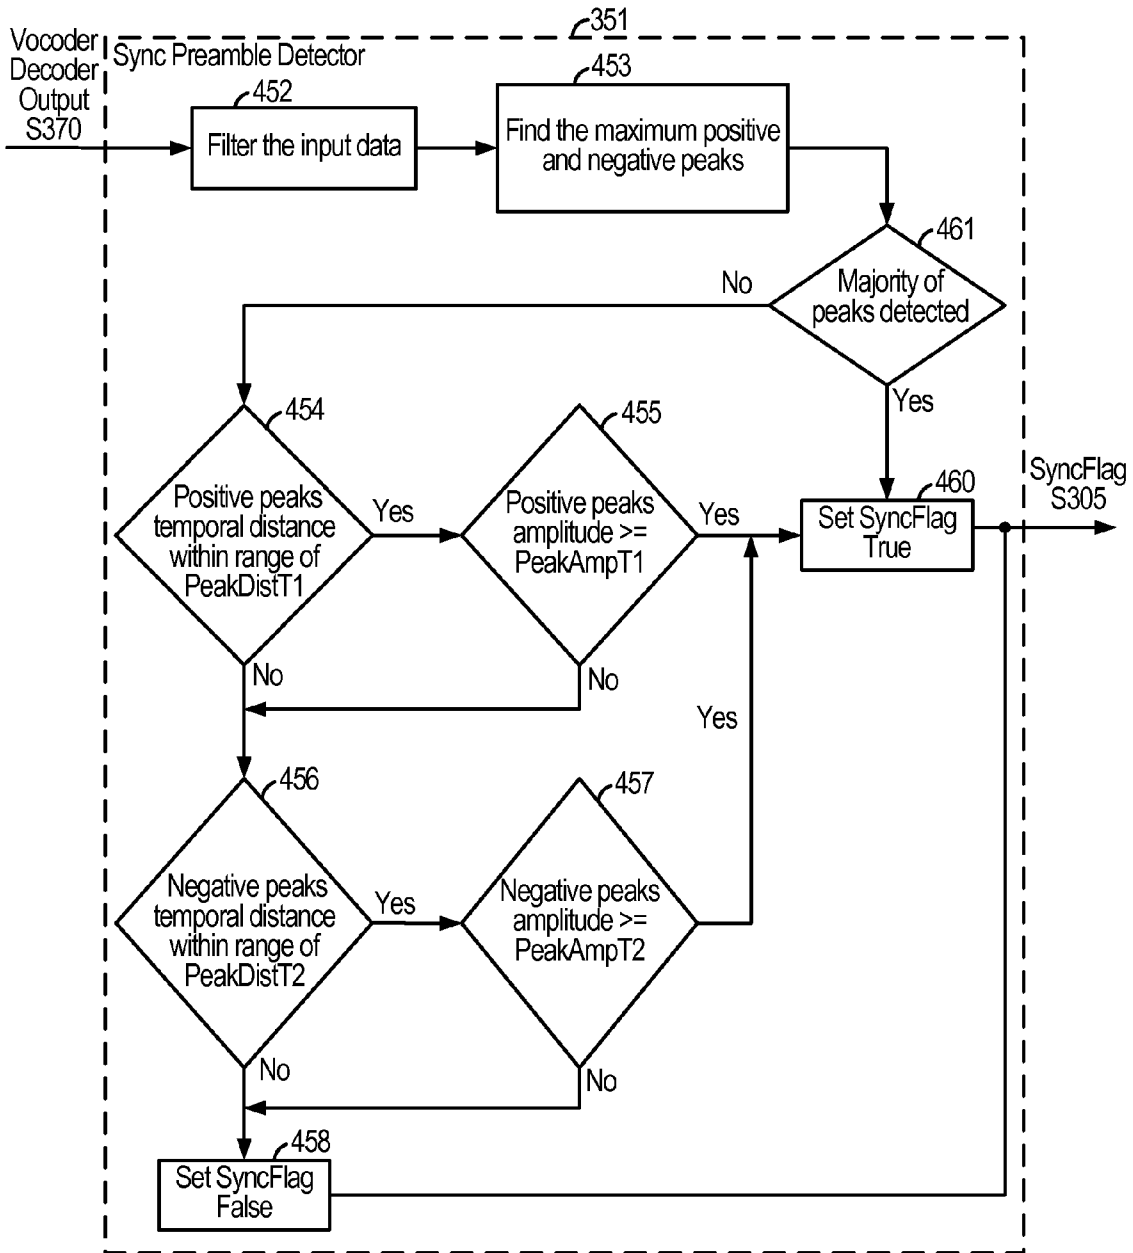 351
Vocoder
Decoder
Output
S370
Sync Preamble Detector
452
Filter the input data
453
Find the maximum positive
and negative peaks
461
Majority of
peaks detected
No
Yes
454
Positive peaks
temporal distance
within range of
PeakDistT1
Yes
No
455
Positive peaks
amplitude >=
PeakAmpT1
Yes
No
460
Set SyncFlag
True
SyncFlag
S305
456
Negative peaks
temporal distance
within range of
PeakDistT2
Yes
No
457
Negative peaks
amplitude >=
PeakAmpT2
Yes
No
458
Set SyncFlag
False